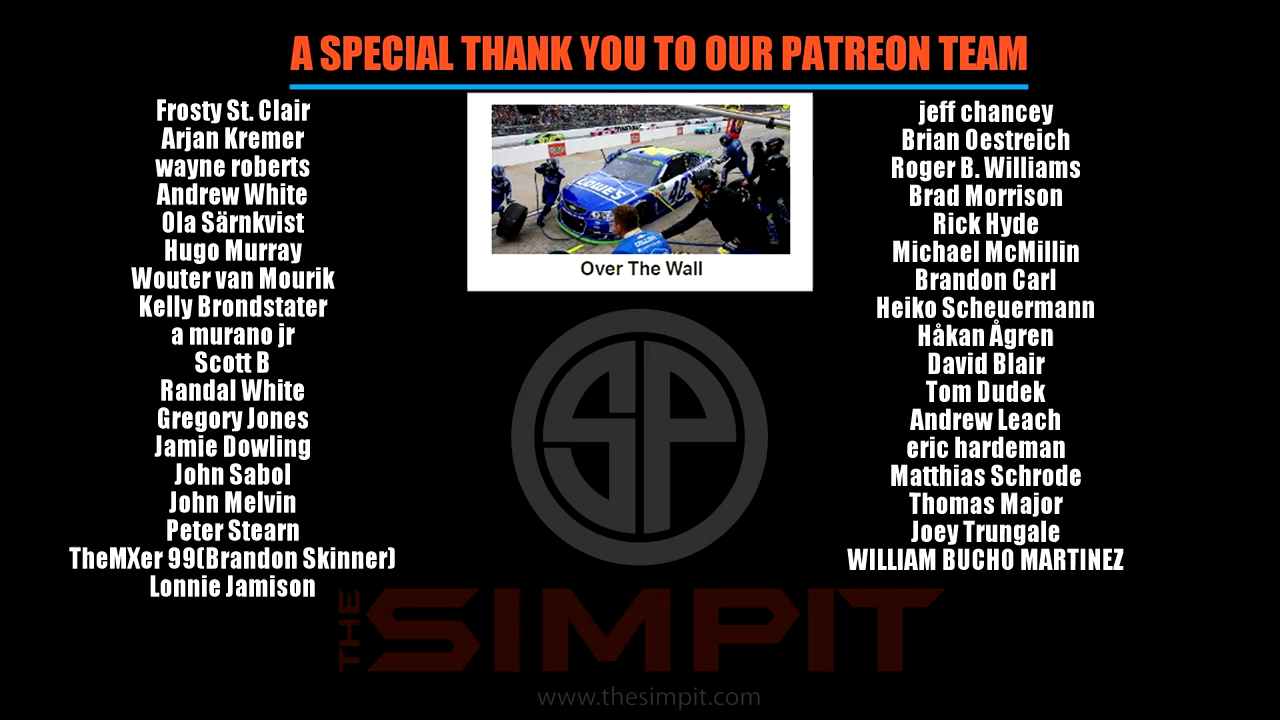 A SPECIAL THANK YOU TO OUR PATREON TEAM
Frosty St. Clair
Arjan Kremer
wayne roberts
Andrew White
Ola Särnkvist
Hugo Murray
Wouter van Mourik
Kelly Brondstater
a murano jr
Scott B
Randal White
Gregory Jones
Jamie Dowling
John Sabol
John Melvin
Peter Stearn
TheMXer 99(Brandon Skinner)
Lonnie Jamison
LOWE'S
48
Over The Wall
SP
THE SIMPIT
www.thesimpit.com
jeff chancey
Brian Oestreich
Roger B. Williams
Brad Morrison
Rick Hyde
Michael McMillin
Brandon Carl
Heiko Scheuermann
Håkan Ågren
David Blair
Tom Dudek
Andrew Leach
eric hardeman
Matthias Schrode
Thomas Major
Joey Trungale
WILLIAM BUCHO MARTINEZ